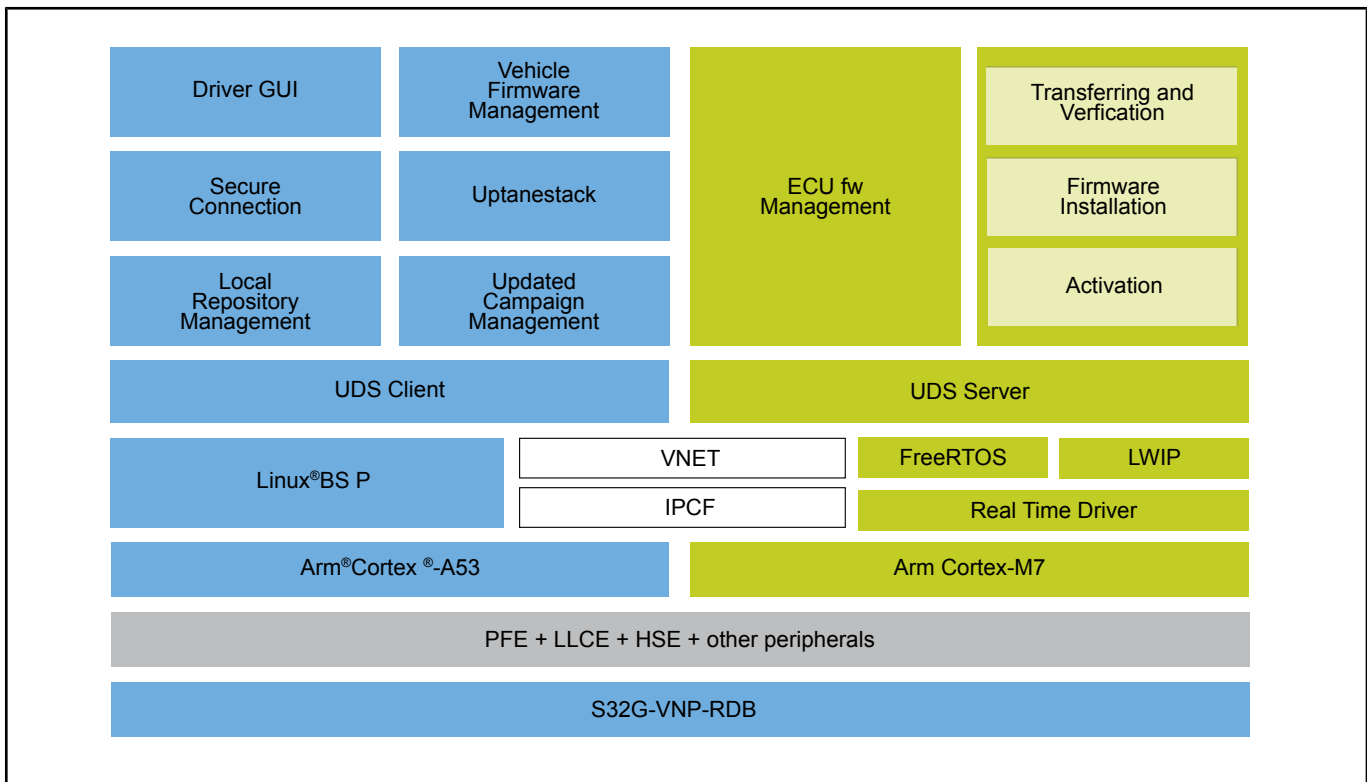 Driver GUI
Vehicle
Firmware
Management
Transferring and
Verfication
Secure
Connection
Uptanestack
ECU fw
Management
Firmware
Installation
Local
Repository
Management
Updated
Campaign
Management
Activation
UDS Client
UDS Server
Linux®BS P
VNET
FreeRTOS
LWIP
IPCF
Real Time Driver
Arm®Cortex ®-A53
Arm Cortex-M7
PFE + LLCE + HSE + other peripherals
S32G-VNP-RDB